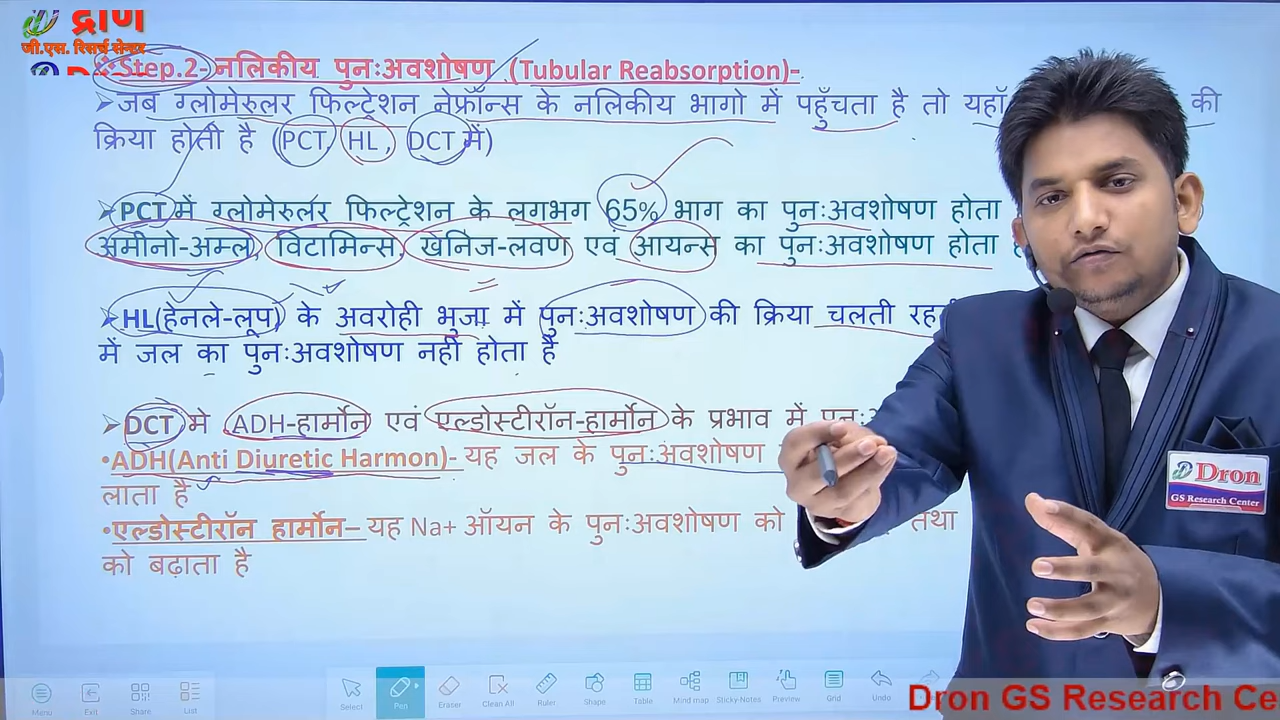 द्रोण
जी.एस. रिसर्च सेन्टर
Step.2-नलिकीय पुनःअवशोषण (Tubular Reabsorption)-
जब ग्लोमेरुलर फिल्ट्रेशन नेफ्रॉन्स के नलिकीय भागो में पहुँचता है तो यहॉ की
क्रिया होती है (PCT, HL, DCT में)
PCT में ग्लोमेरुलर फिल्ट्रेशन के लगभग 65% भाग का पुनःअवशोषण होता
अमीनो-अम्ल, विटामिन्स, खनिज-लवण एवं आयन्स का पुनःअवशोषण होता
HL(हेनले-लूप) के अवरोही भुजा में पुनःअवशोषण की क्रिया चलती
में जल का पुनःअवशोषण नही होता है
DCT मे ADH-हार्मोन एवं एल्डोस्टीरॉन-हार्मोन के प्रभाव में
•ADH(Anti Diuretic Harmon)- यह जल के पुनःअवशोषण
लाता है
•एल्डोस्टीरॉन हार्मोन– यह Na+ ऑयन के पुनःअवशोषण को तथा
को बढ़ाता है
Dron
GS Research Center
Menu Exit Share List Select Pen Eraser Clean All Ruler Shape Table Mind map Sticky-Notes Preview Grid Undo
Dron GS Research Ce